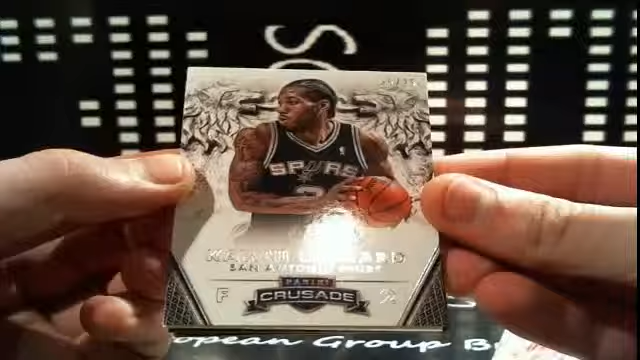 SPURS
KAWHI LEONARD
SAN ANTONIO SPURS
F
PANINI
CRUSADE
opean Group B